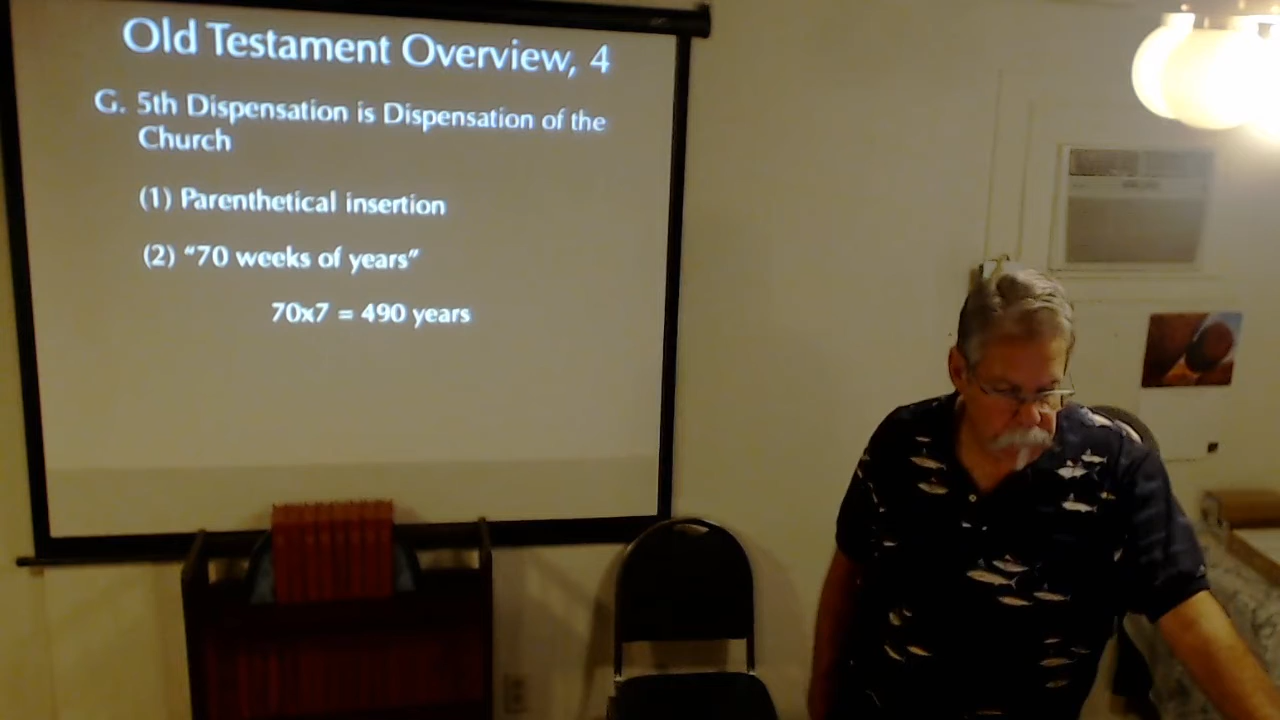 Old Testament Overview, 4
G. 5th Dispensation is Dispensation of the
Church
(1) Parenthetical insertion
(2) “70 weeks of years”
70x7 = 490 years